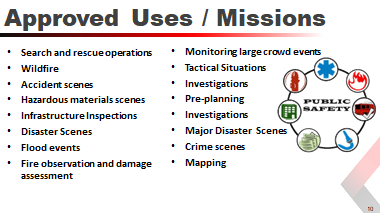 Approved Uses / Missions
• Search and rescue operations
• Wildfire
• Accident scenes
• Hazardous materials scenes
• Infrastructure Inspections
• Disaster Scenes
• Flood events
• Fire observation and damage
assessment
• Monitoring large crowd events
• Tactical Situations
• Investigations
• Pre-planning
• Investigations
• Major Disaster Scenes
• Crime scenes
• Mapping
PUBLIC
SAFETY
10